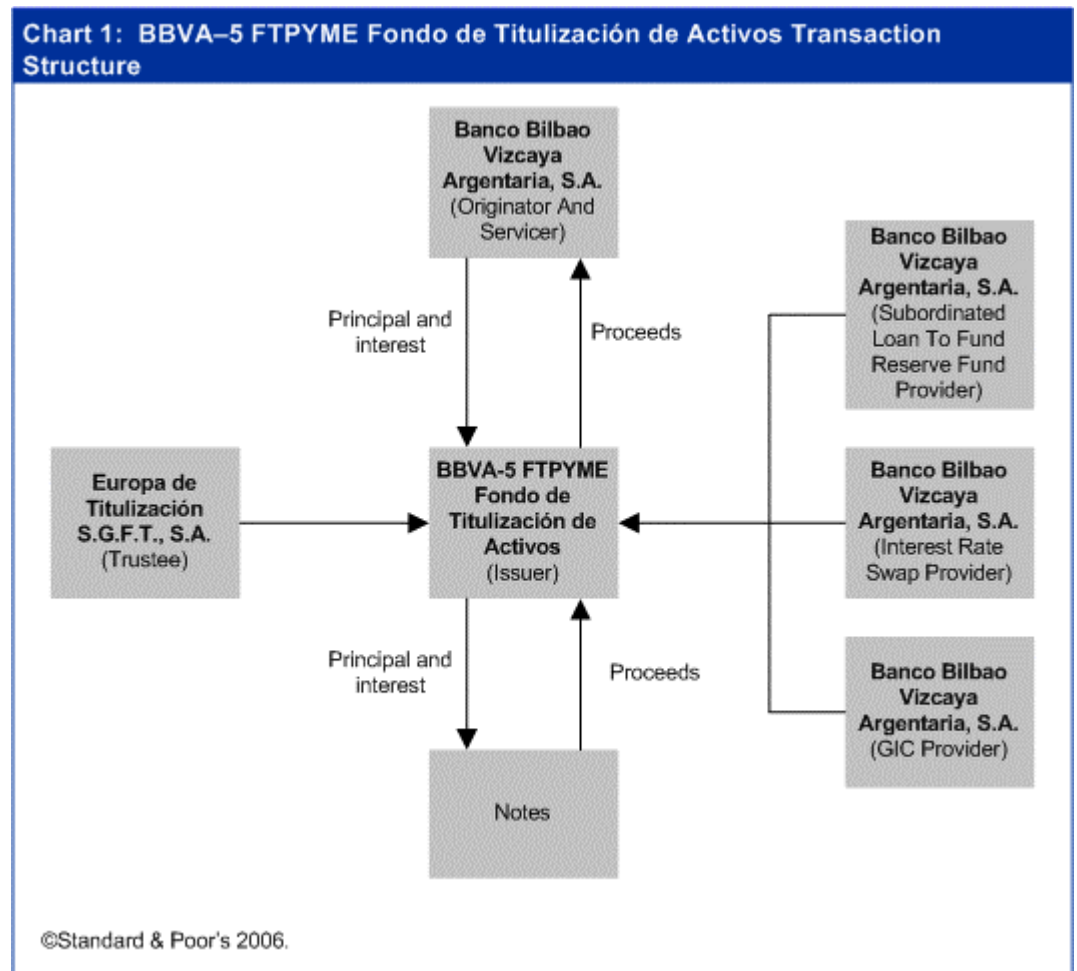 Chart 1:  BBVA–5 FTPYME Fondo de Titulización de Activos Transaction
Structure
Banco Bilbao
Vizcaya
Argentaria, S.A.
(Originator And
Servicer)
Principal and
interest
Proceeds
Banco Bilbao
Vizcaya
Argentaria, S.A.
(Subordinated
Loan To Fund
Reserve Fund
Provider)
Europa de
Titulización
S.G.F.T., S.A.
(Trustee)
BBVA-5 FTPYME
Fondo de
Titulización de
Activos
(Issuer)
Banco Bilbao
Vizcaya
Argentaria, S.A.
(Interest Rate
Swap Provider)
Principal and
interest
Proceeds
Banco Bilbao
Vizcaya
Argentaria, S.A.
(GIC Provider)
Notes
©Standard & Poor's 2006.